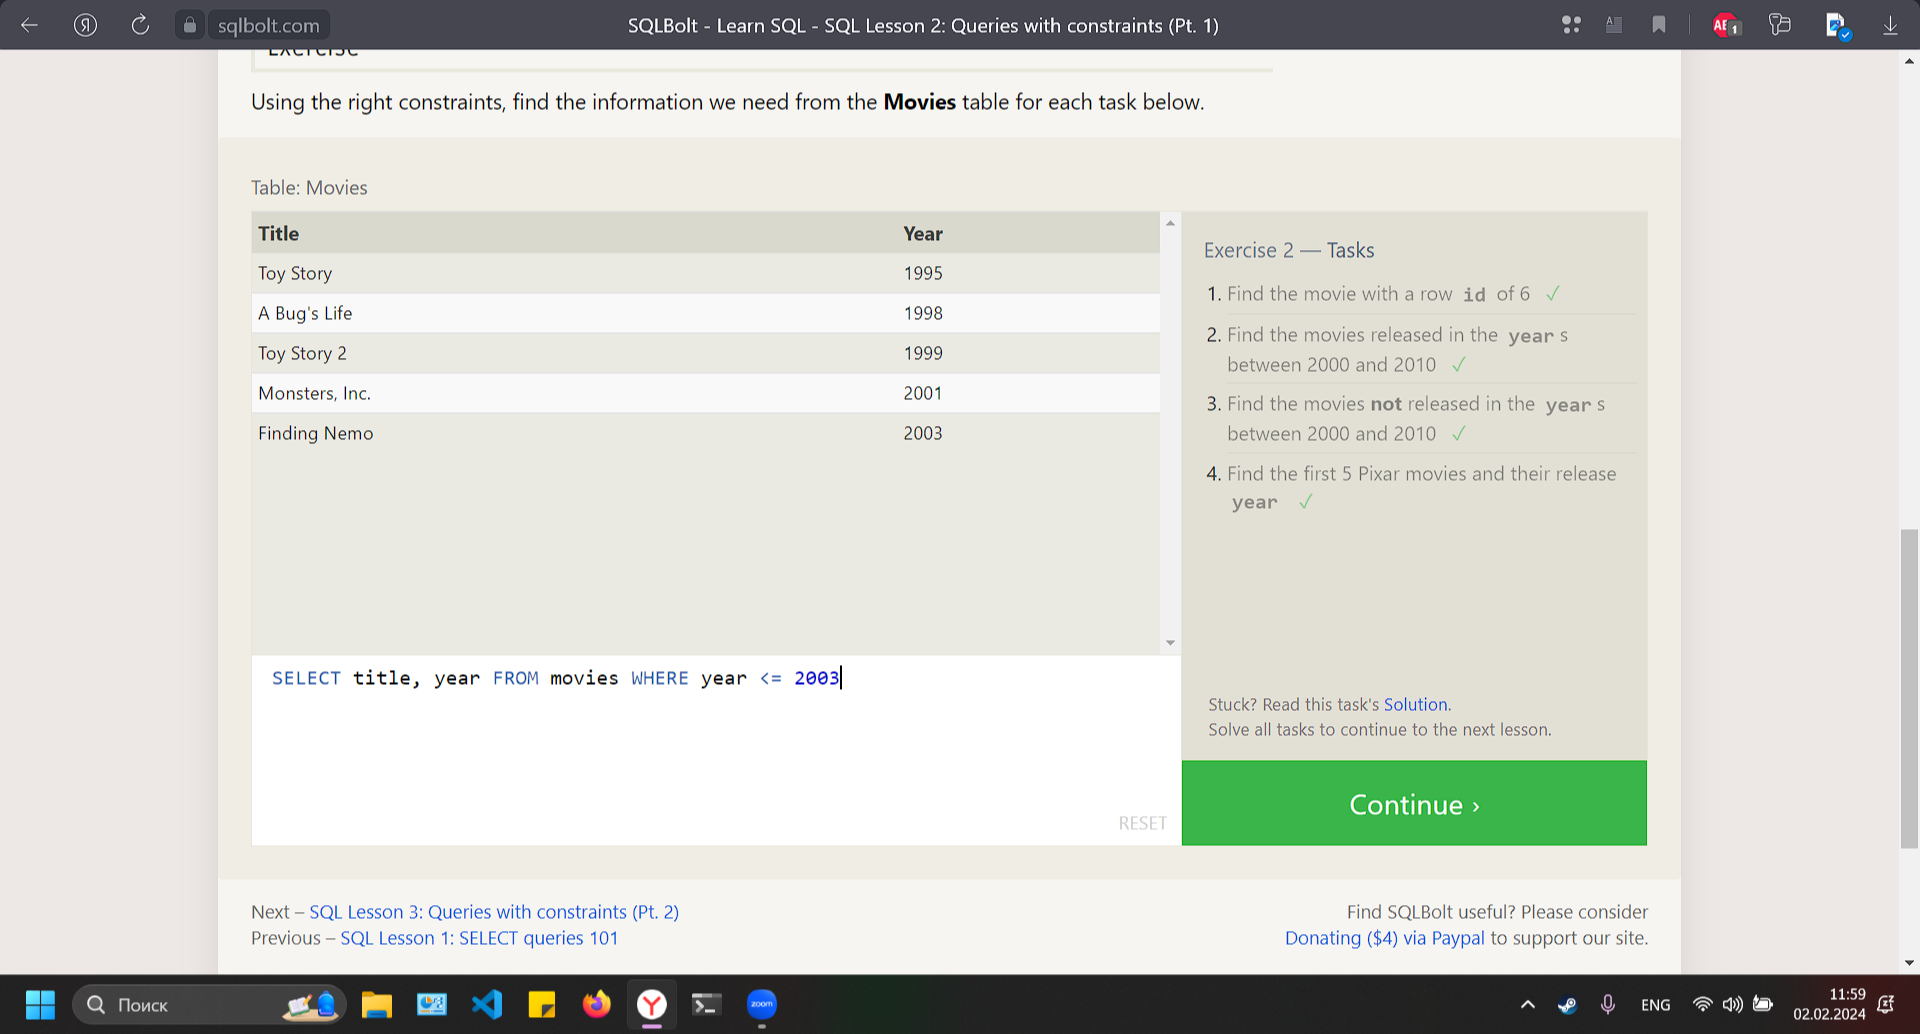 Я
sqlbolt.com
SQLBolt - Learn SQL - SQL Lesson 2: Queries with constraints (Pt. 1)
1
Exercise
Using the right constraints, find the information we need from the Movies table for each task below.
Table: Movies
Title Year
Toy Story 1995
A Bug's Life 1998
Toy Story 2 1999
Monsters, Inc. 2001
Finding Nemo 2003
SELECT title, year FROM movies WHERE year <= 2003
RESET
Exercise 2 — Tasks
1. Find the movie with a row id of 6 ✓
2. Find the movies released in the year s
between 2000 and 2010 ✓
3. Find the movies not released in the year s
between 2000 and 2010 ✓
4. Find the first 5 Pixar movies and their release
year ✓
Stuck? Read this task's Solution.
Solve all tasks to continue to the next lesson.
Continue ›
Next – SQL Lesson 3: Queries with constraints (Pt. 2)
Previous – SQL Lesson 1: SELECT queries 101
Find SQLBolt useful? Please consider
Donating ($4) via Paypal to support our site.
Поиск
zoom
ENG
11:59
02.02.2024